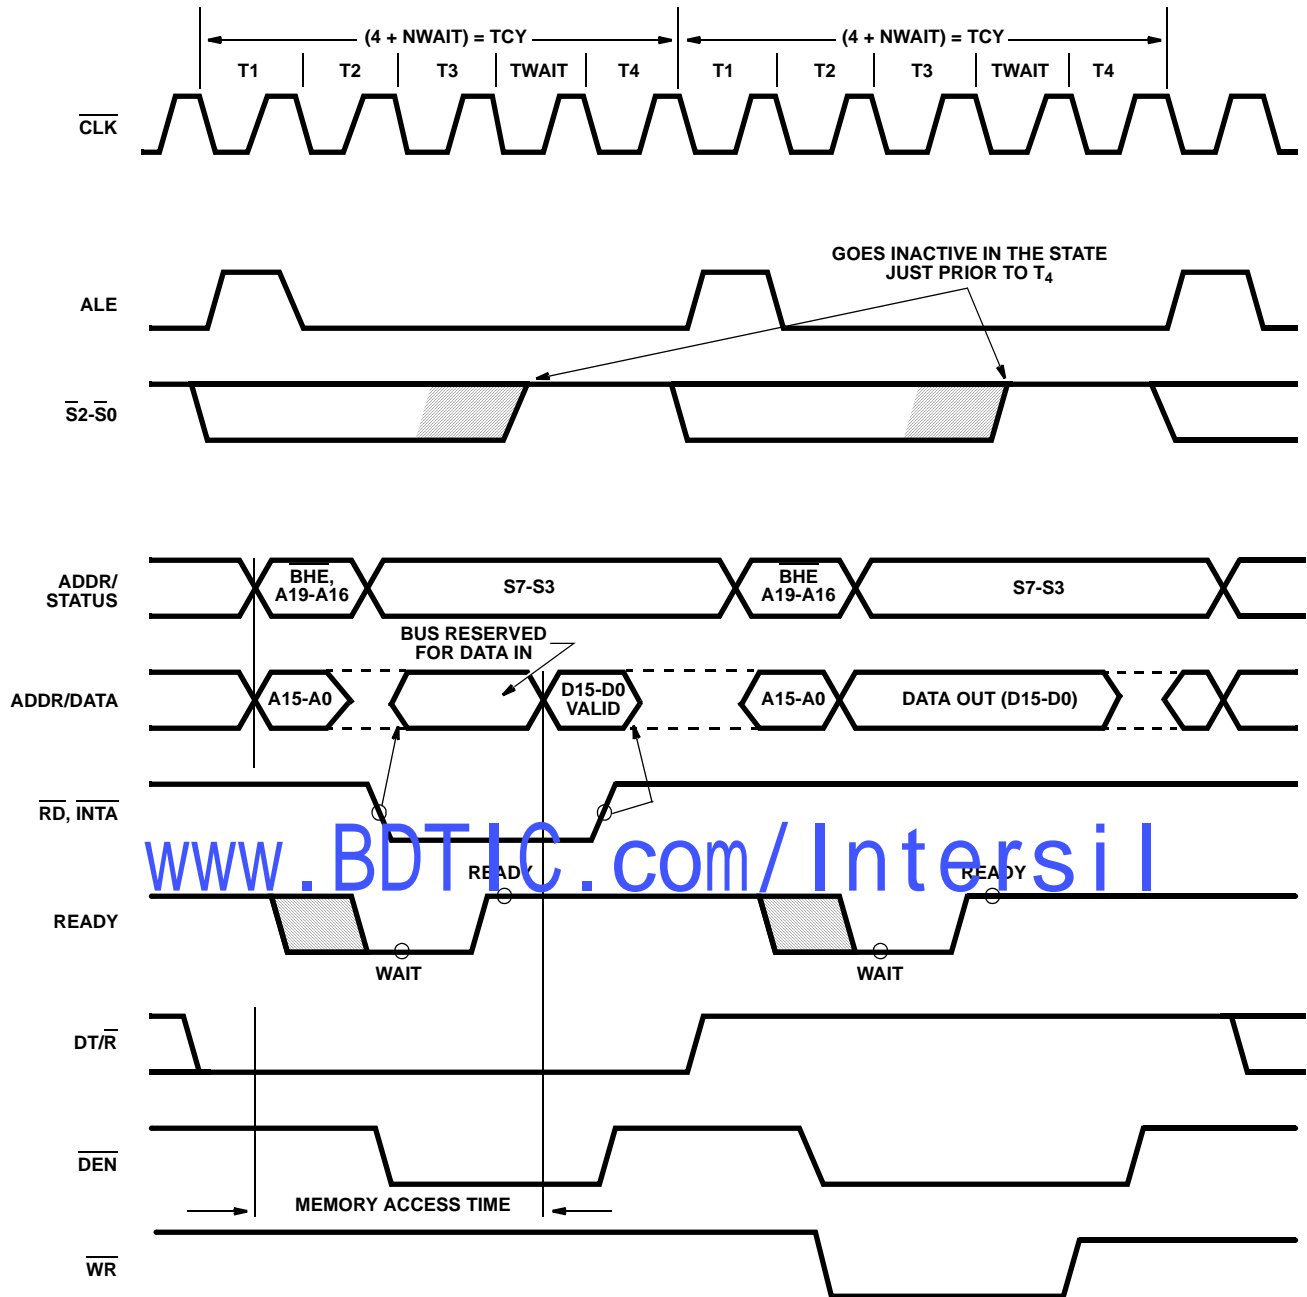 (4 + NWAIT) = TCY
(4 + NWAIT) = TCY
T1 T2 T3 TWAIT T4 T1 T2 T3 TWAIT T4
CLK
GOES INACTIVE IN THE STATE
JUST PRIOR TO T4
ALE
S2-S0
ADDR/
STATUS
BHE,
A19-A16
S7-S3
BHE
A19-A16
S7-S3
BUS RESERVED
FOR DATA IN
ADDR/DATA
A15-A0
D15-D0
VALID
A15-A0
DATA OUT (D15-D0)
RD, INTA
www.BDTIC.com/Intersil
READY
READY
READY
WAIT
WAIT
DT/R
DEN
MEMORY ACCESS TIME
WR